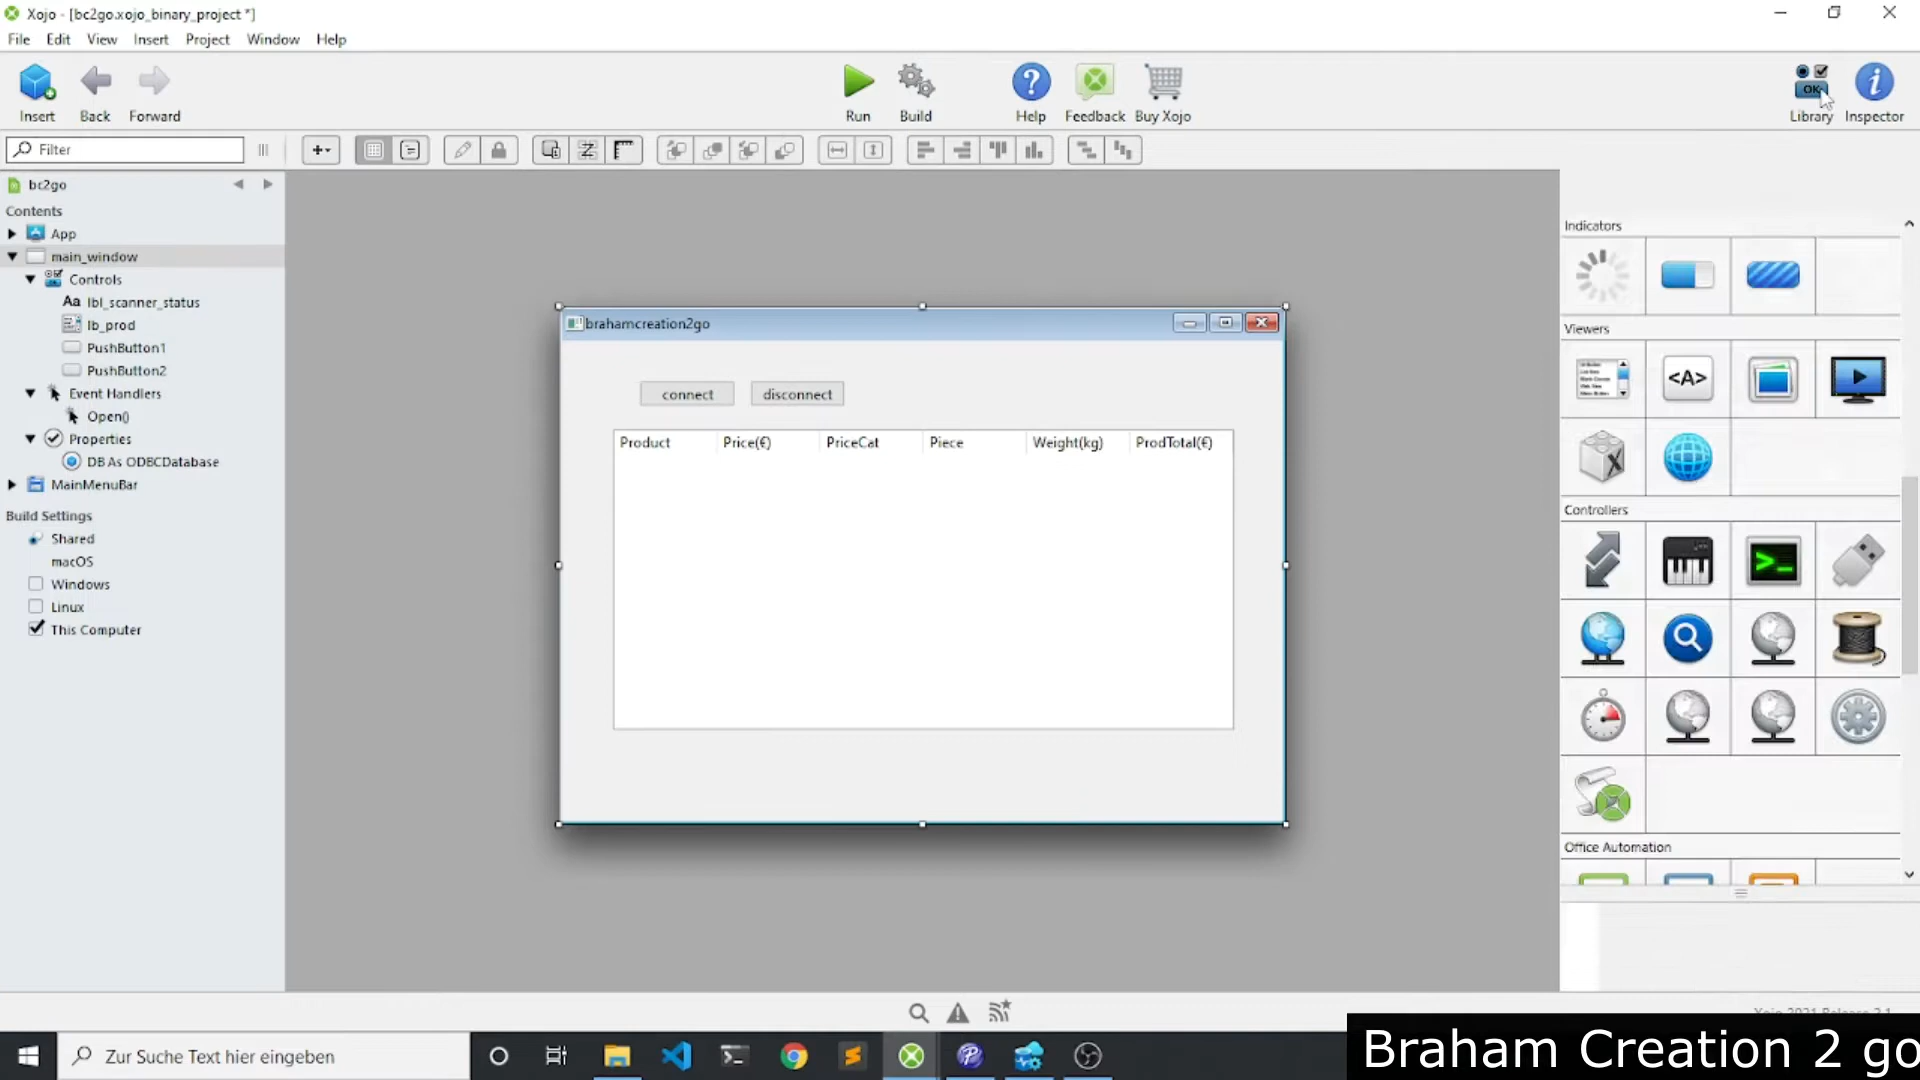 Xojo - [bc2go.xojo_binary_project *]
File Edit View Insert Project Window Help
Insert Back Forward Run Build Help Feedback Buy Xojo Library Inspector
OK
Filter
bc2go
Contents
App
main_window
Controls
Aa lbl_scanner_status
lb_prod
PushButton1
PushButton2
Event Handlers
Open()
Properties
DB As ODBCDatabase
MainMenuBar
Build Settings
Shared
macOS
Windows
Linux
This Computer
brahamcreation2go
connect disconnect
Product Price(€) PriceCat Piece Weight(kg) ProdTotal(€)
Indicators
Viewers
<A>
Controllers
Office Automation
Zur Suche Text hier eingeben
Braham Creation 2 go